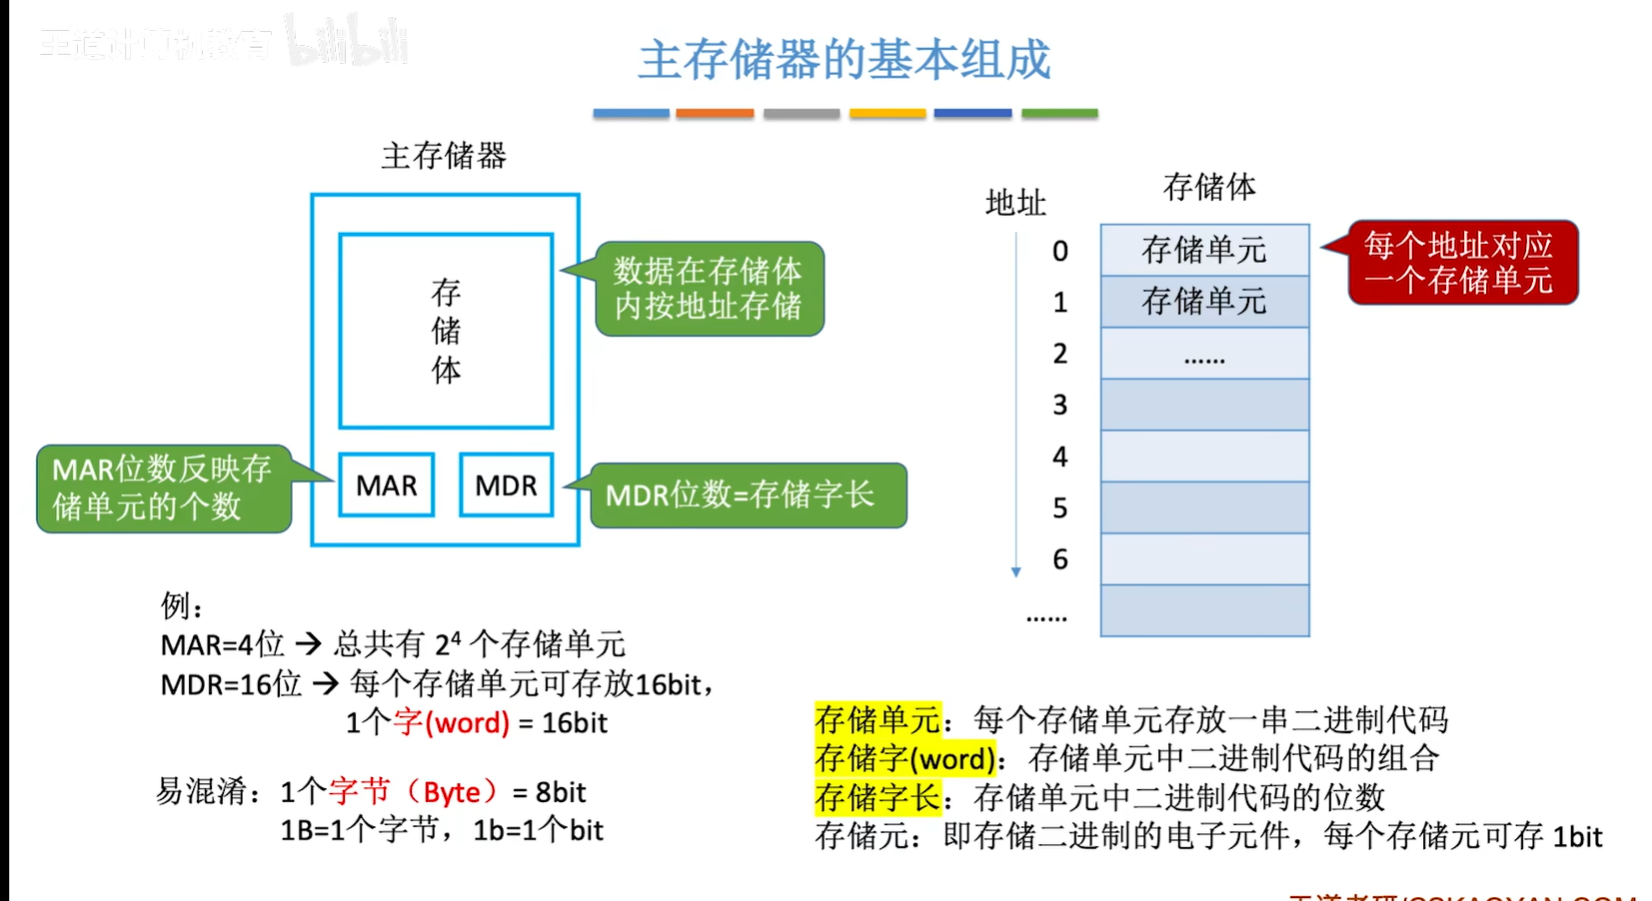 王道计算机教育 bilibili
主存储器的基本组成
主存储器
存
储
体
数据在存储体
内按地址存储
MAR位数反映存
储单元的个数
MAR
MDR
MDR位数=存储字长
地址
存储体
0
存储单元
每个地址对应
一个存储单元
1
存储单元
2
……
3
4
5
6
……
例：
MAR=4位 → 总共有 2⁴ 个存储单元
MDR=16位 → 每个存储单元可存放16bit，
1个字(word) = 16bit
易混淆：1个字节（Byte）= 8bit
1B=1个字节，1b=1个bit
存储单元：每个存储单元存放一串二进制代码
存储字(word)：存储单元中二进制代码的组合
存储字长：存储单元中二进制代码的位数
存储元：即存储二进制的电子元件，每个存储元可存 1bit
王道考研/CSKAOYAN.COM